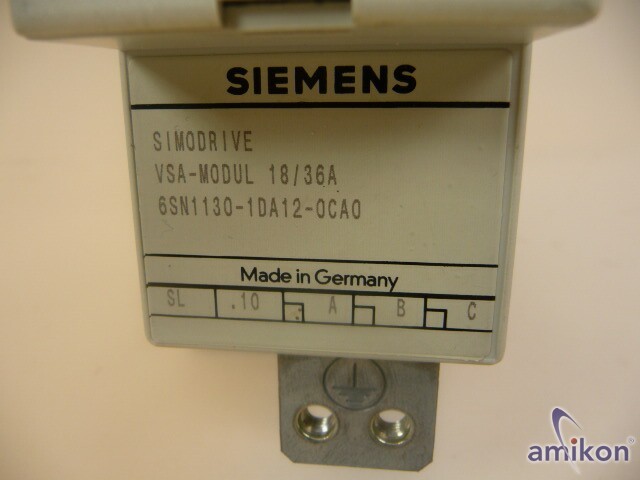 SIEMENS
SIMODRIVE
VSA-MODUL 18/36A
6SN1130-1DA12-0CA0
Made in Germany
SL .10 A B C
amikon